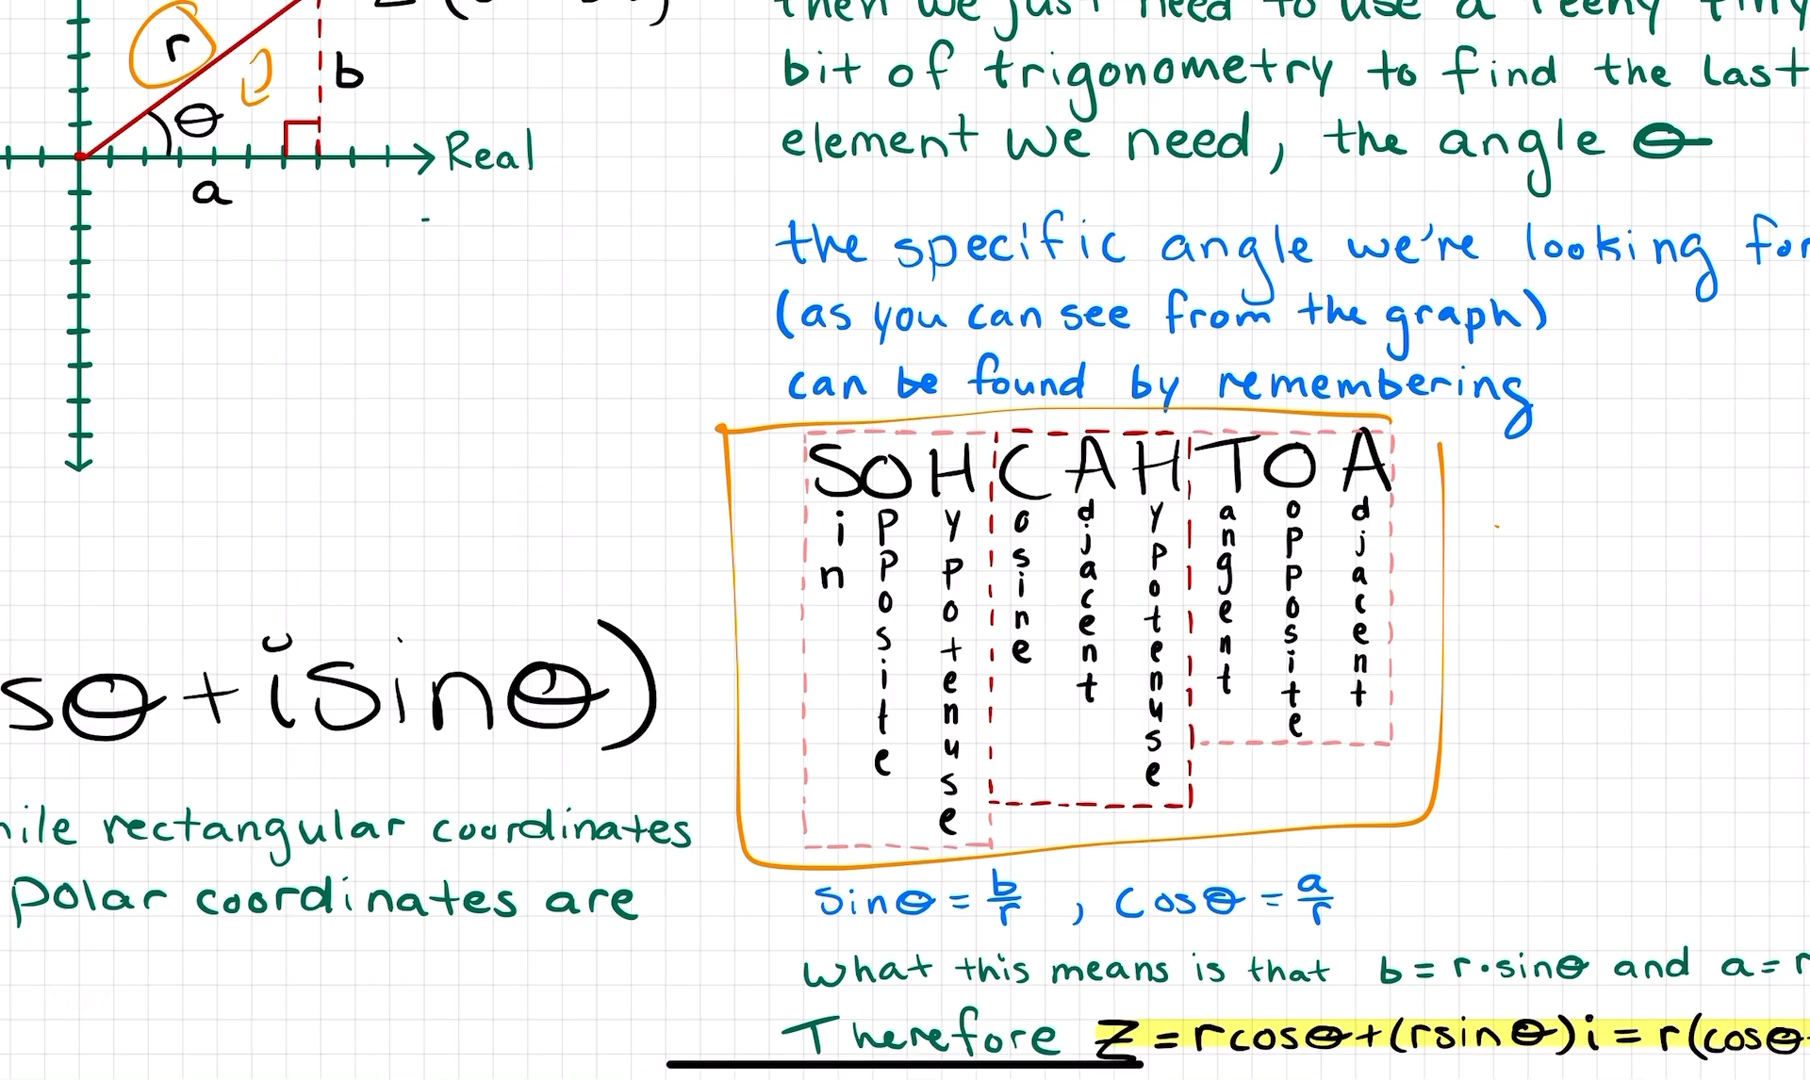 r
b
θ
Real
a
then we just need to use a teeny tiny
bit of trigonometry to find the last
element we need, the angle θ
the specific angle we're looking for
(as you can see from the graph)
can be found by remembering
SOH CAH TOA
Sin
Opposite
Hypotenuse
Cosine
Adjacent
Hypotenuse
Tangent
Opposite
Adjacent
sθ + i sinθ)
rectangular coordinates
Polar coordinates are
Sinθ = b/r , Cosθ = a/r
What this means is that b = r·sinθ and a = r
Therefore Z = rcosθ + (rsinθ)i = r(cosθ